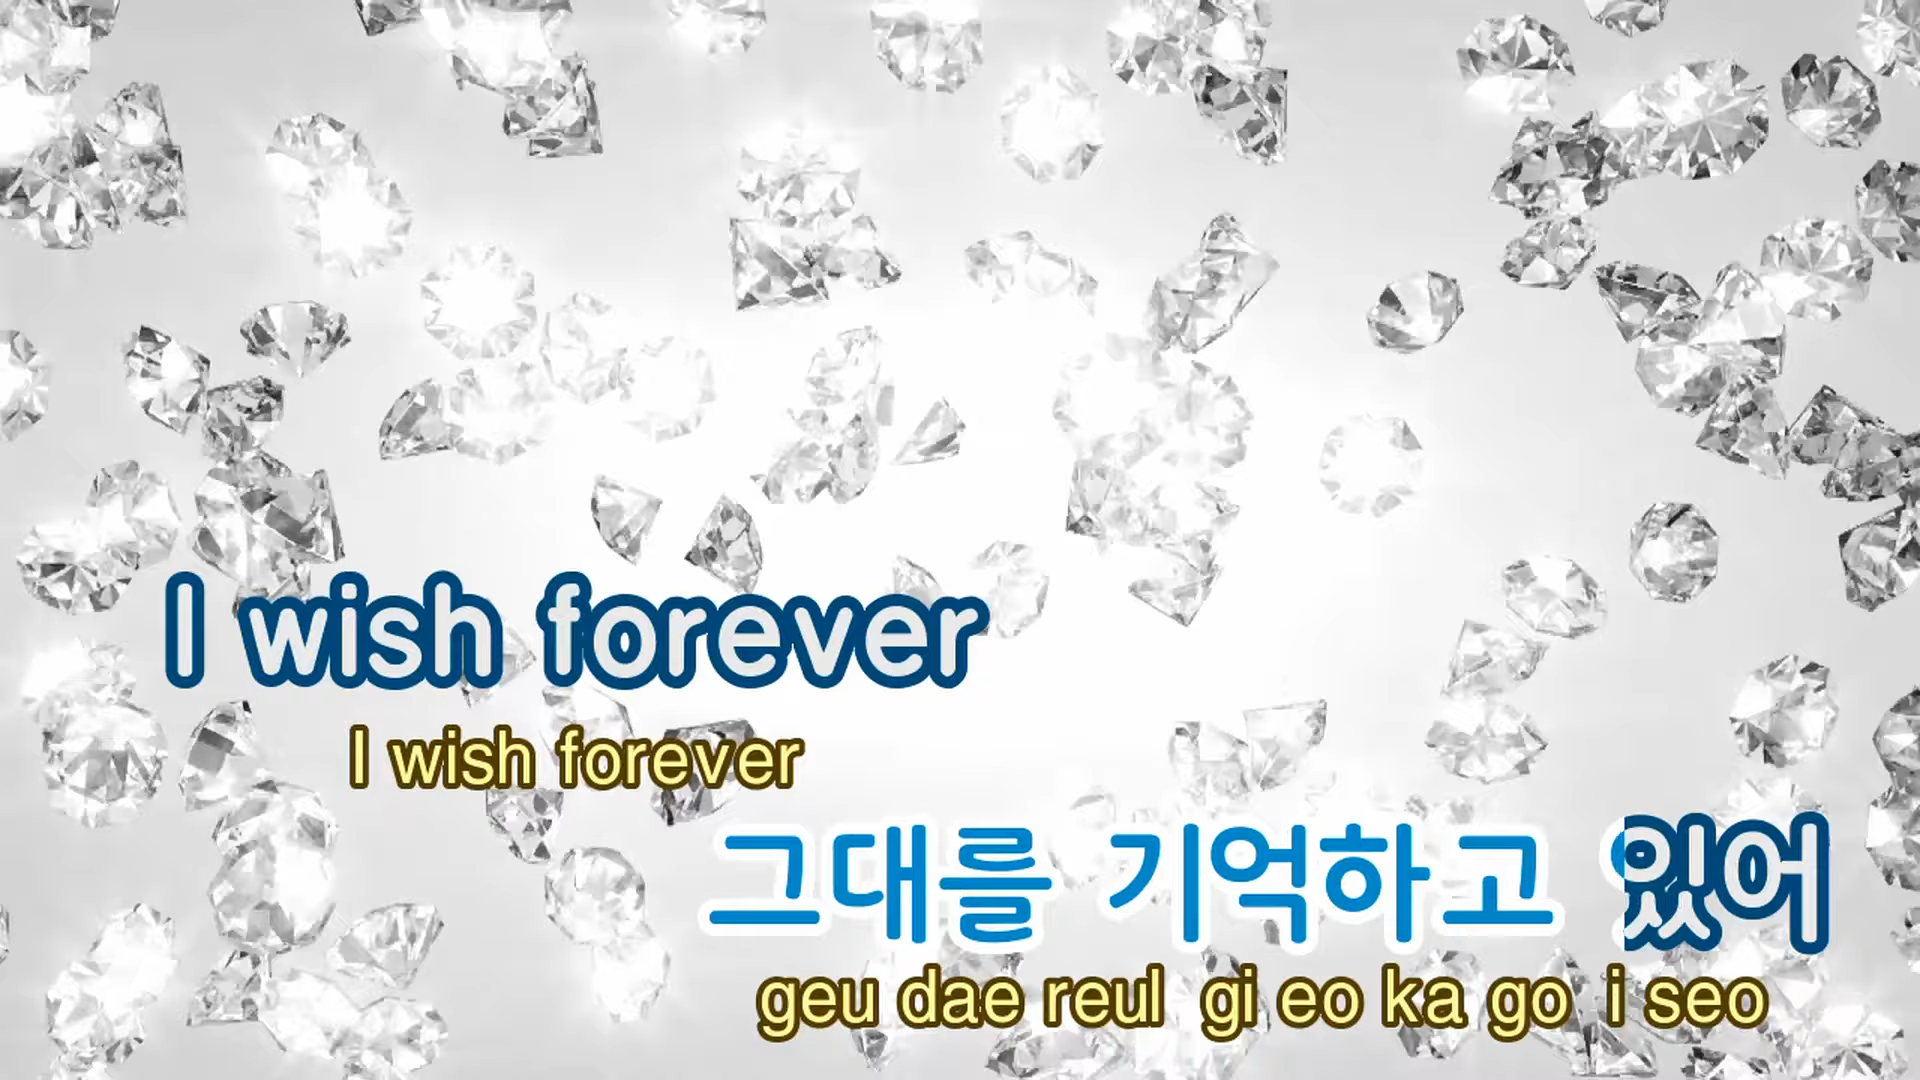 I wish forever
I wish forever
그대를 기억하고 있어
geu dae reul gi eo ka go i seo